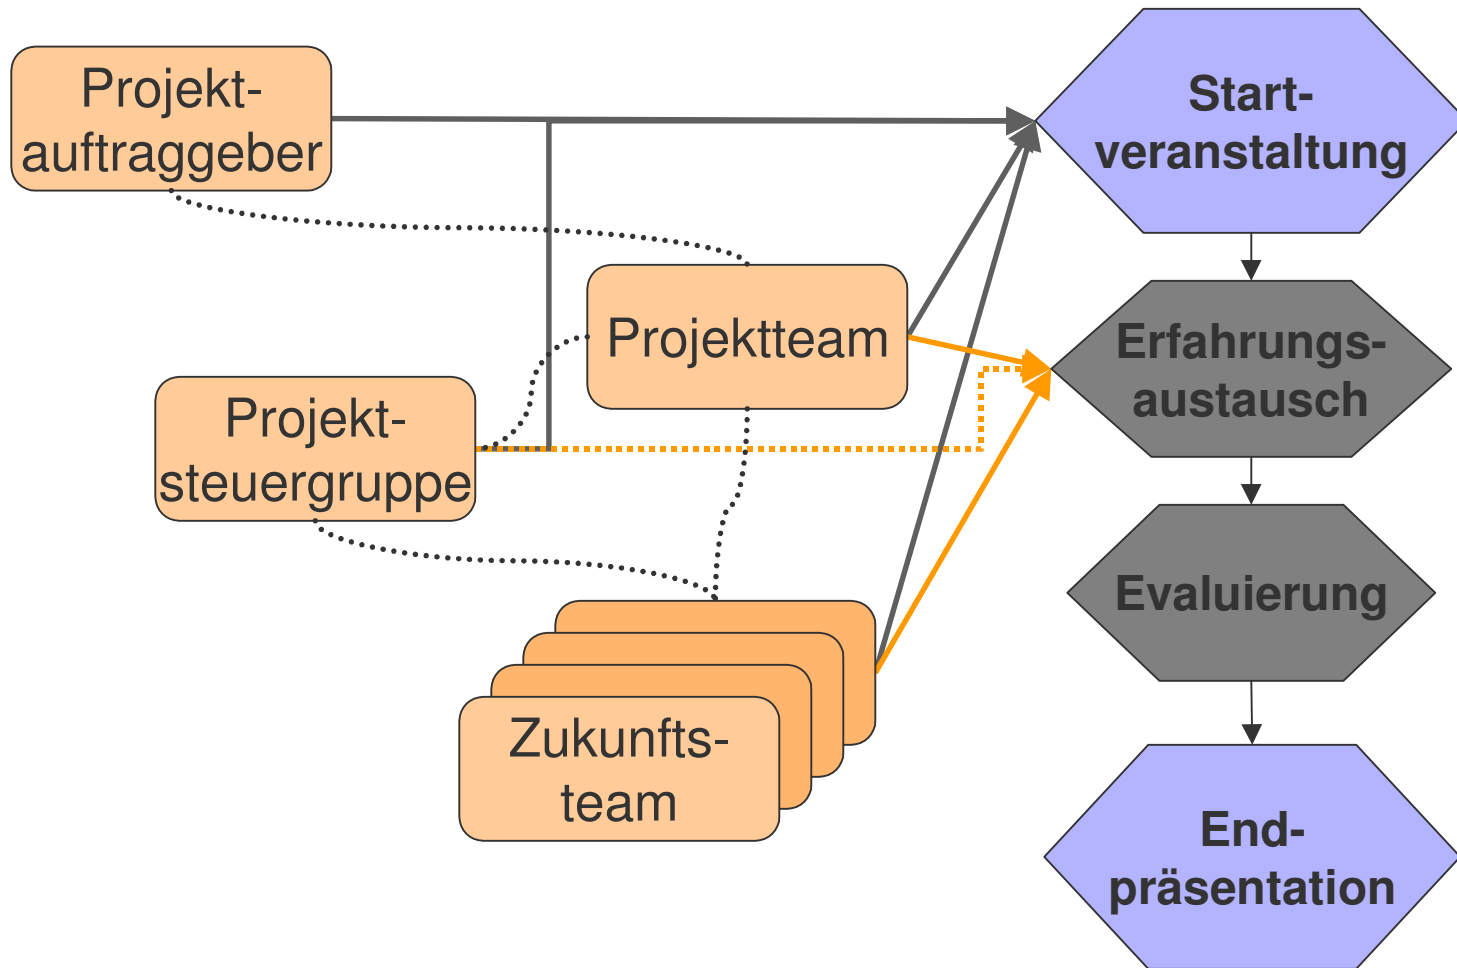 Projekt-
auftraggeber
Start-
veranstaltung
Projektteam
Erfahrungs-
austausch
Projekt-
steuergruppe
Evaluierung
Zukunfts-
team
End-
präsentation